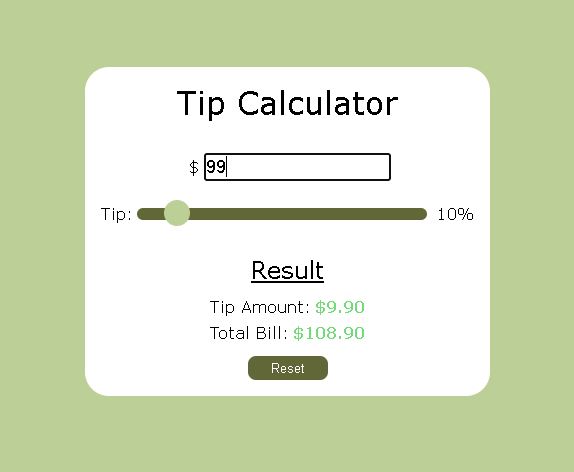 Tip Calculator
$ 99
Tip: 10%
Result
Tip Amount: $9.90
Total Bill: $108.90
Reset